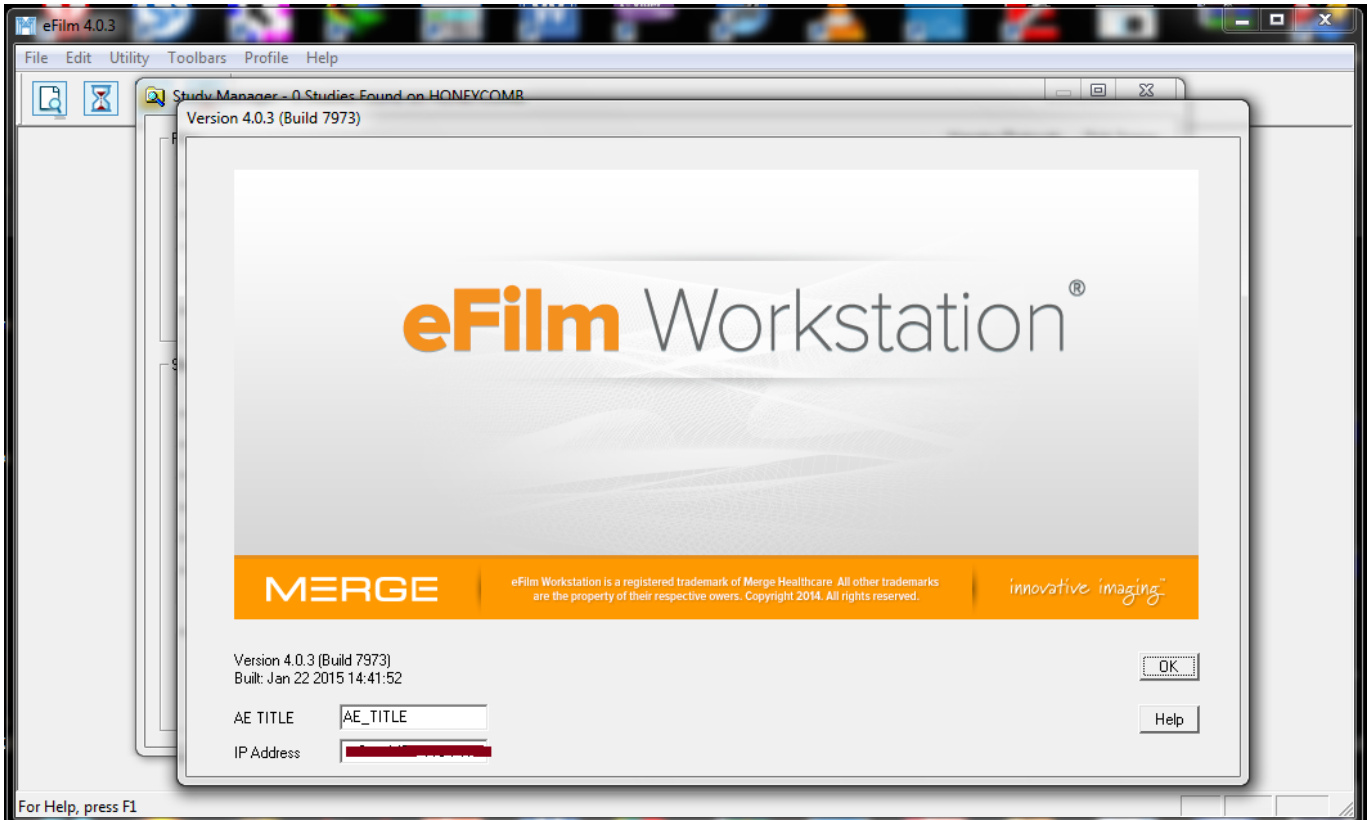 eFilm 4.0.3
File Edit Utility Toolbars Profile Help
Study Manager - 0 Studies Found on HONEYCOMB
Version 4.0.3 (Build 7973)
eFilm Workstation®
MERGE
eFilm Workstation is a registered trademark of Merge Healthcare. All other trademarks
are the property of their respective owers. Copyright 2014. All rights reserved.
innovative imaging™
Version 4.0.3 (Build 7973)
Built: Jan 22 2015 14:41:52
OK
AE TITLE AE_TITLE
Help
IP Address
For Help, press F1